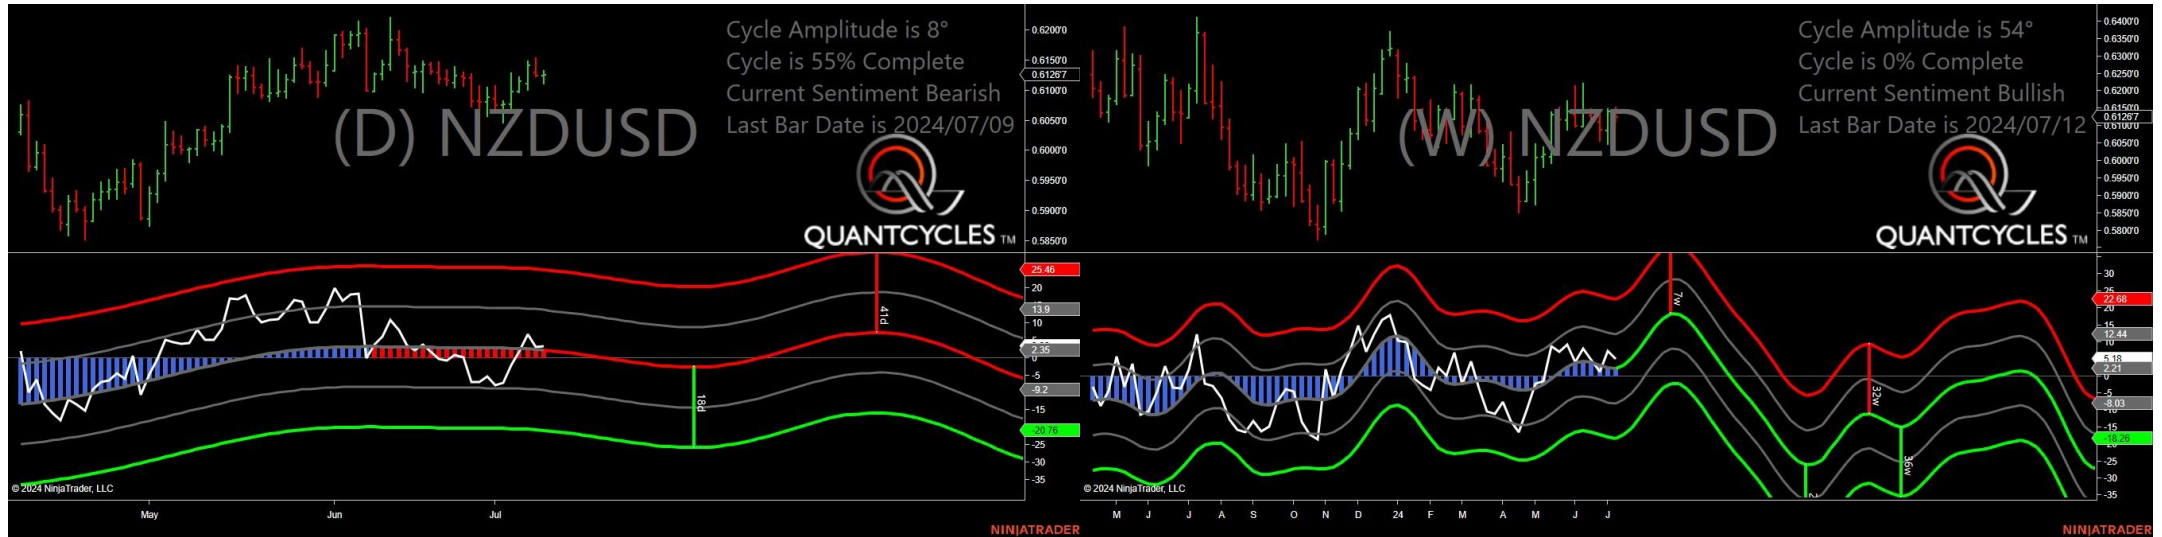 Cycle Amplitude is 8°
Cycle is 55% Complete
Current Sentiment Bearish
Last Bar Date is 2024/07/09
(D) NZDUSD
QUANTCYCLES TM
0.6200'0
0.6150'0
0.6126'7
0.6100'0
0.6050'0
0.6000'0
0.5950'0
0.5900'0
0.5850'0
25.46
20
13.9
10
2.35
0
-5
-9.2
-15
-20.76
-25
-30
-35
41d
18d
© 2024 NinjaTrader, LLC
May
Jun
Jul
NINJATRADER
Cycle Amplitude is 54°
Cycle is 0% Complete
Current Sentiment Bullish
Last Bar Date is 2024/07/12
(W) NZDUSD
QUANTCYCLES TM
0.6400'0
0.6350'0
0.6300'0
0.6250'0
0.6200'0
0.6150'0
0.6126'7
0.6100'0
0.6050'0
0.6000'0
0.5950'0
0.5900'0
0.5850'0
0.5800'0
30
25
22.68
20
15
12.44
10
5.18
2.21
0
-5
-8.03
-10
-15
-18.26
-25
-30
-35
7w
32w
36w
2
© 2024 NinjaTrader, LLC
M
J
J
A
S
O
N
D
24
F
M
A
M
J
J
NINJATRADER